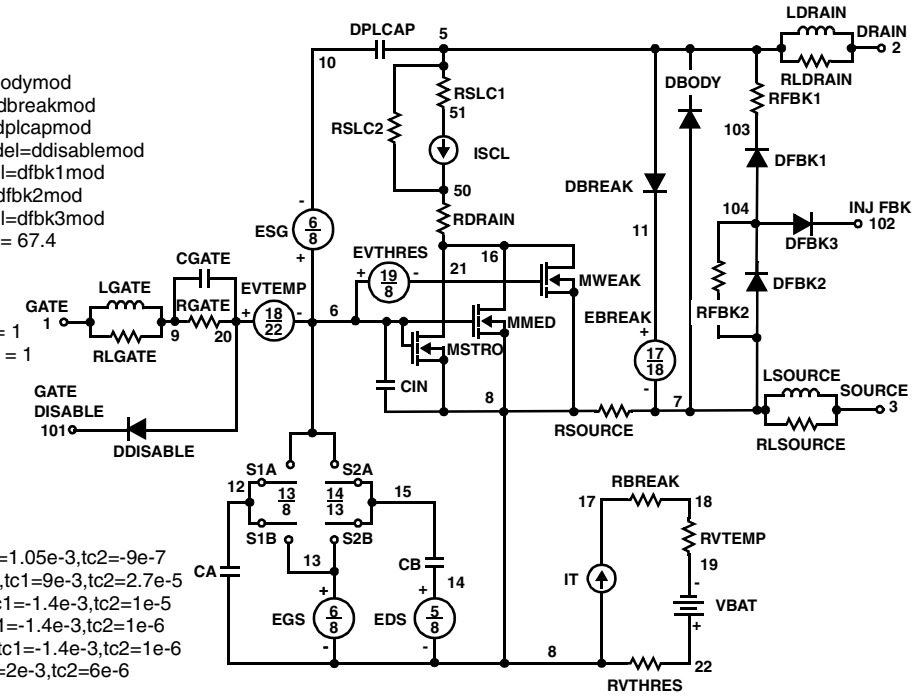 LDRAIN
DPLCAP
5
DRAIN
2
10
RLDRAIN
odymod
dbreakmod
dplcapmod
del=ddisablemod
l=dfbk1mod
dfbk2mod
l=dfbk3mod
= 67.4
DBODY
RSLC1
51
RFBK1
RSLC2
ISCL
103
DFBK1
50
DBREAK
RDRAIN
104
INJ FBK
102
ESG
6
8
11
DFBK3
EVTHRES
19
8
21
16
MWEAK
DFBK2
CGATE
LGATE
EVTEMP
GATE
1
RGATE
18
22
6
EBREAK
RFBK2
MMED
= 1
= 1
9
20
RLGATE
MSTRO
17
18
CIN
LSOURCE
GATE
DISABLE
101
8
7
SOURCE
3
RSOURCE
DDISABLE
RLSOURCE
S1A
S2A
RBREAK
12
13
8
14
13
15
17
18
S1B
S2B
RVTEMP
13
CB
19
=1.05e-3,tc2=-9e-7
,tc1=9e-3,tc2=2.7e-5
c1=-1.4e-3,tc2=1e-5
1=-1.4e-3,tc2=1e-6
tc1=-1.4e-3,tc2=1e-6
=2e-3,tc2=6e-6
CA
14
IT
VBAT
EGS
6
8
EDS
5
8
8
22
RVTHRES